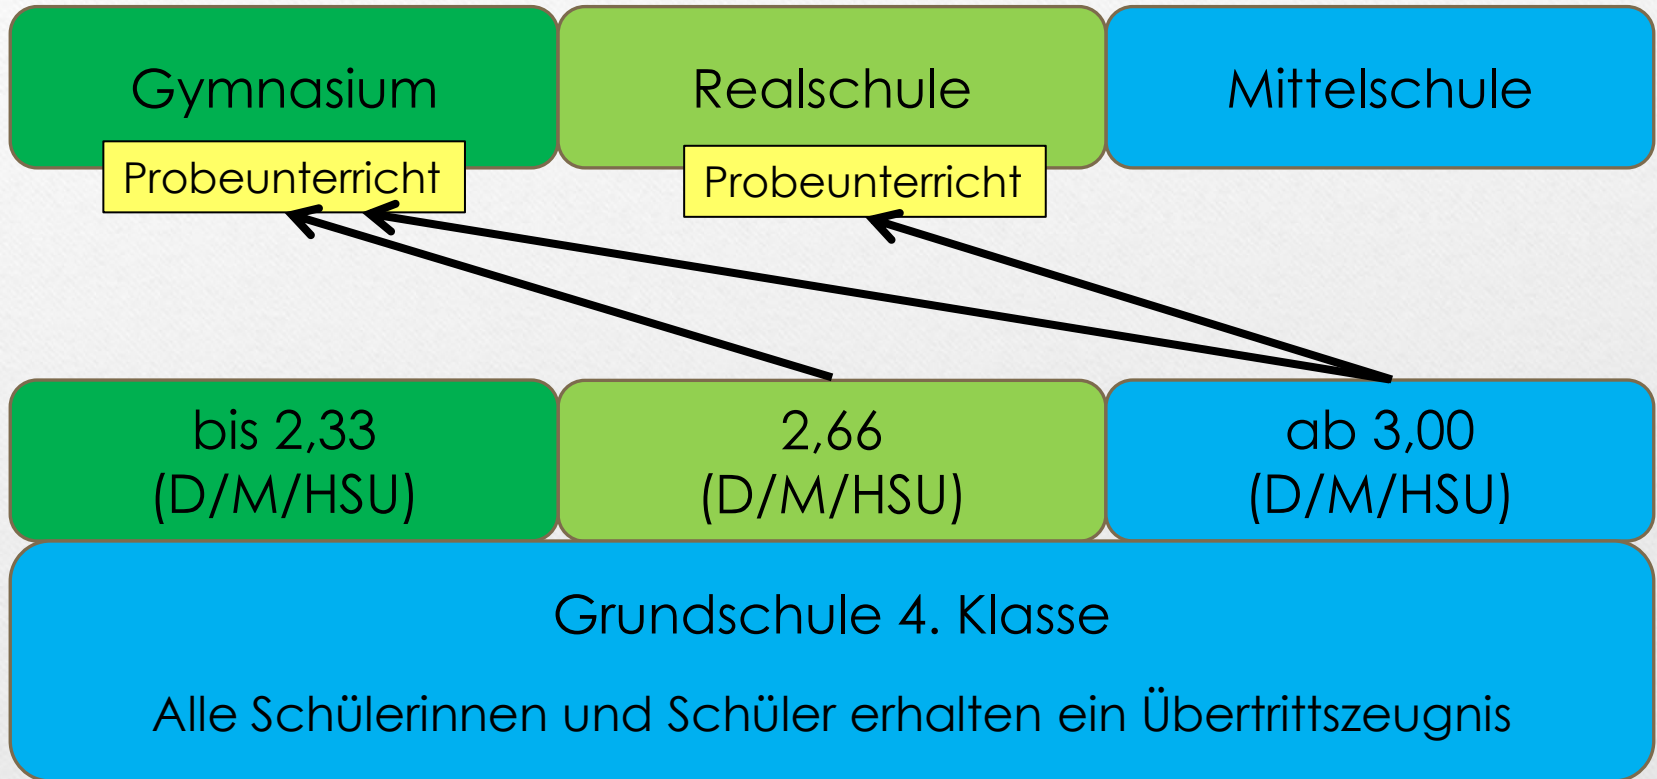 Gymnasium
Realschule
Mittelschule
Probeunterricht
Probeunterricht
bis 2,33
(D/M/HSU)
2,66
(D/M/HSU)
ab 3,00
(D/M/HSU)
Grundschule 4. Klasse
Alle Schülerinnen und Schüler erhalten ein Übertrittszeugnis